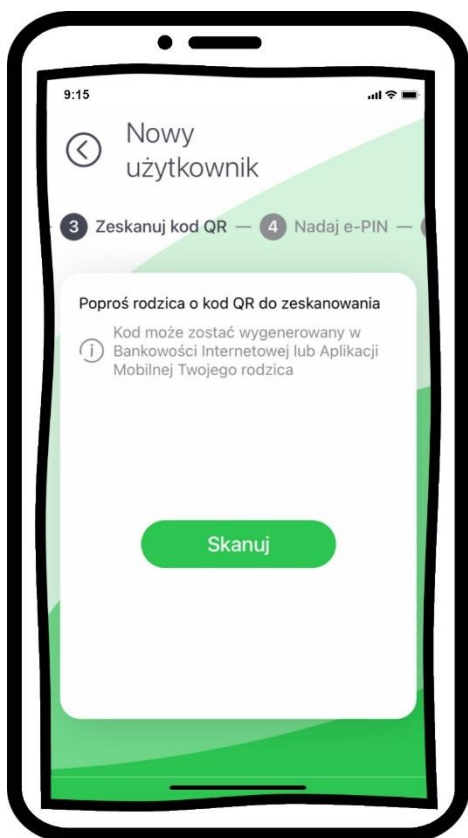 9:15
Nowy
użytkownik
3 Zeskanuj kod QR — 4 Nadaj e-PIN —
Poproś rodzica o kod QR do zeskanowania
Kod może zostać wygenerowany w
Bankowości Internetowej lub Aplikacji
Mobilnej Twojego rodzica
Skanuj